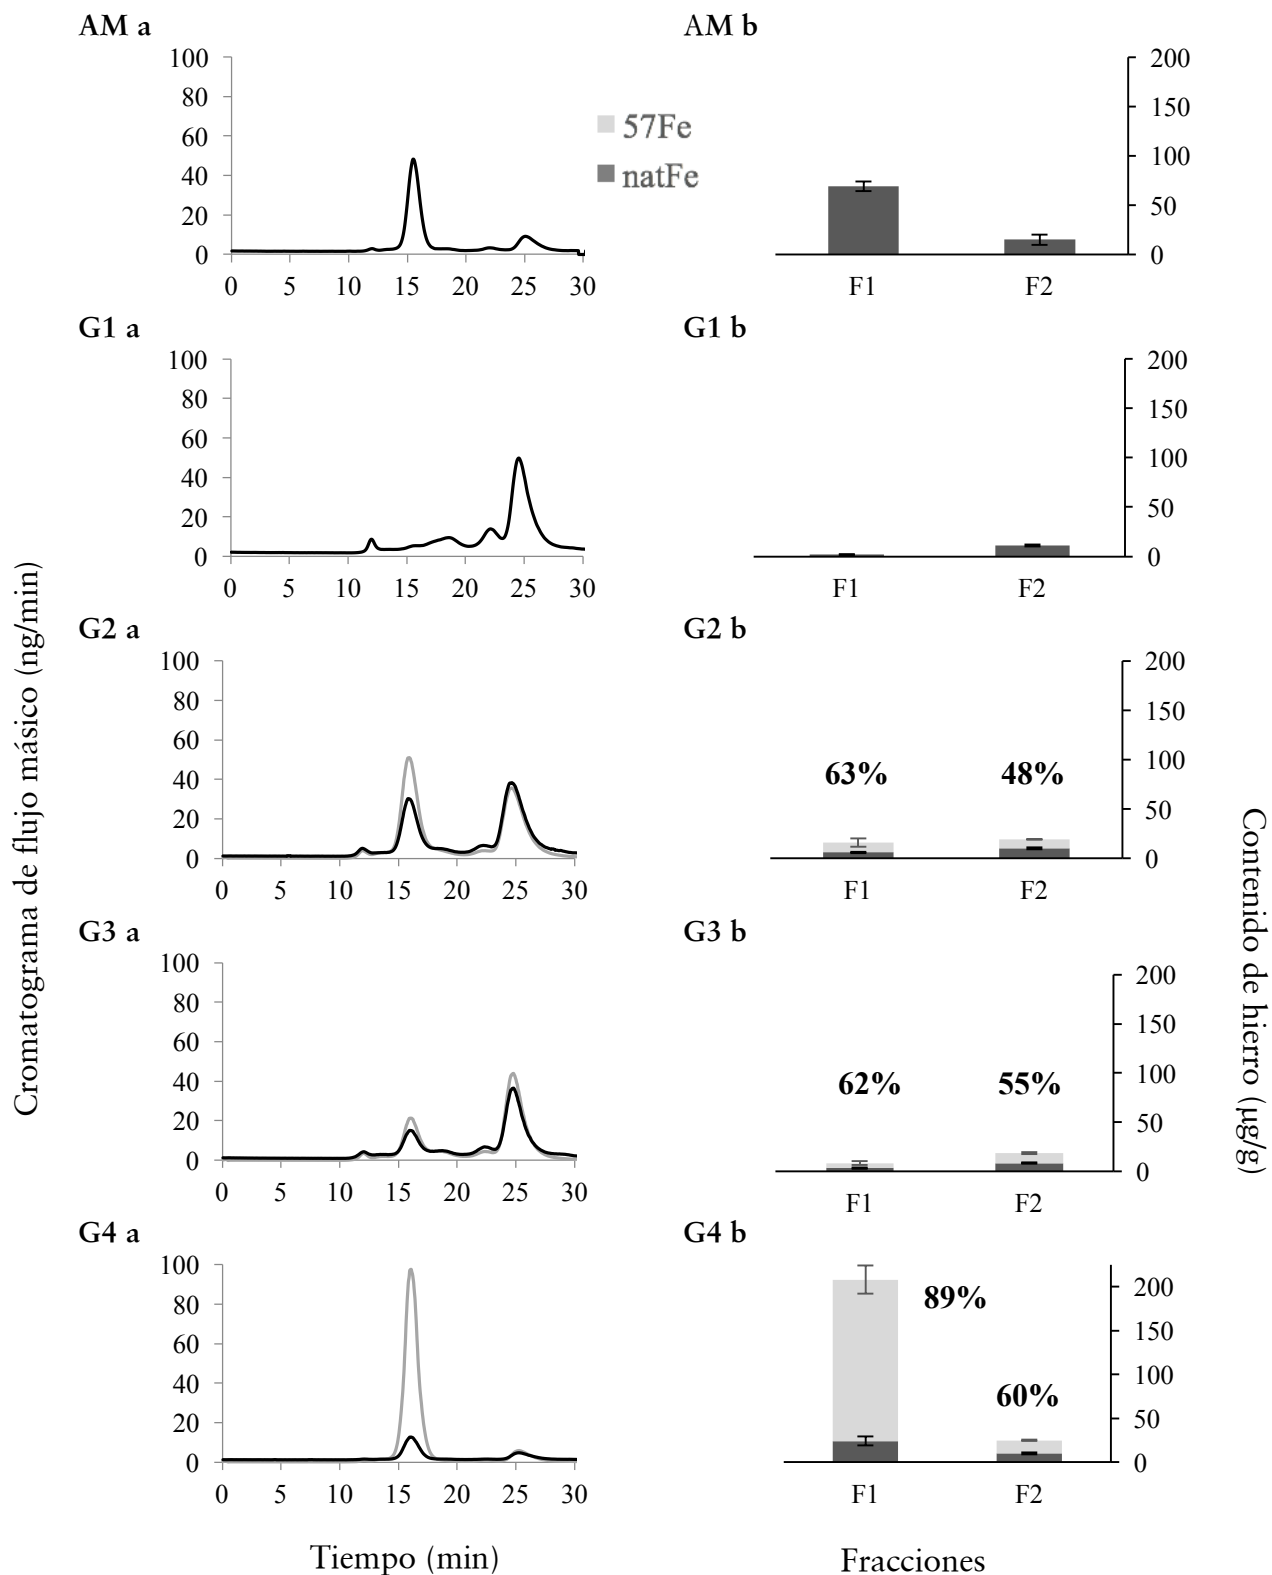 AM a
AM b
100
80
60
40
20
0
0 5 10 15 20 25 30
57Fe
natFe
200
150
100
50
0
F1 F2
G1 a
G1 b
100
80
60
40
20
0
0 5 10 15 20 25 30
200
150
100
50
0
F1 F2
G2 a
G2 b
100
80
60
40
20
0
0 5 10 15 20 25 30
63% 48%
200
150
100
50
0
F1 F2
G3 a
G3 b
100
80
60
40
20
0
0 5 10 15 20 25 30
62% 55%
200
150
100
50
0
F1 F2
G4 a
G4 b
100
80
60
40
20
0
0 5 10 15 20 25 30
89%
60%
200
150
100
50
0
F1 F2
Cromatograma de flujo másico (ng/min)
Contenido de hierro (µg/g)
Tiempo (min)
Fracciones